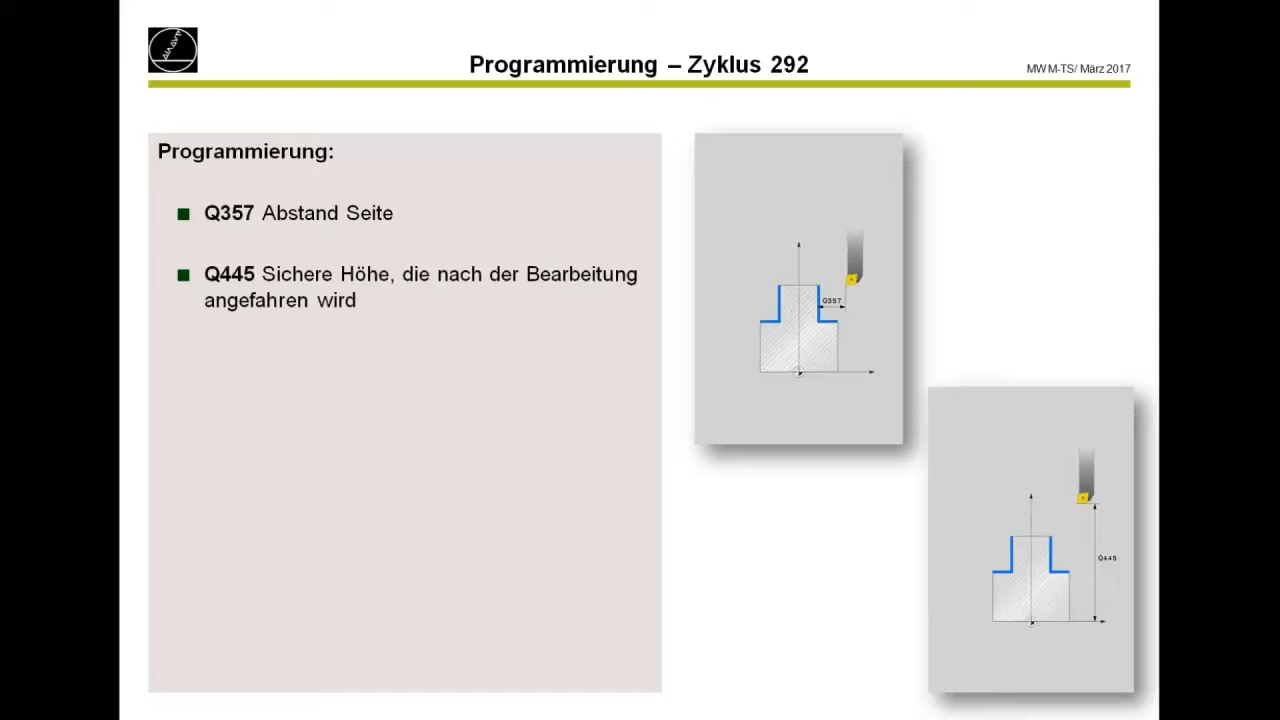 Programmierung – Zyklus 292
MWM-TS/ März 2017
Programmierung:
Q357 Abstand Seite
Q445 Sichere Höhe, die nach der Bearbeitung
angefahren wird
Q357
Q445